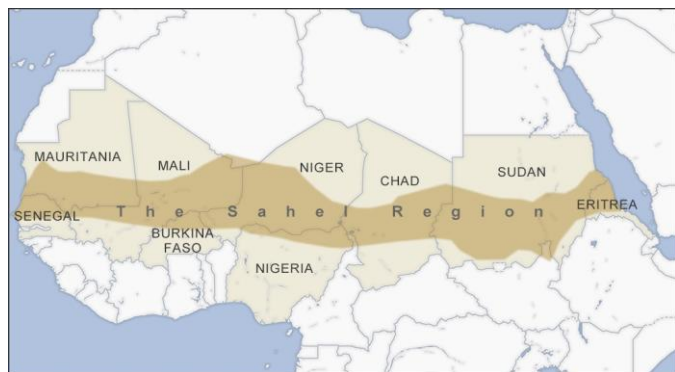 MAURITANIA
MALI
NIGER
CHAD
SUDAN
SENEGAL
The Sahel Region
ERITREA
BURKINA
FASO
NIGERIA